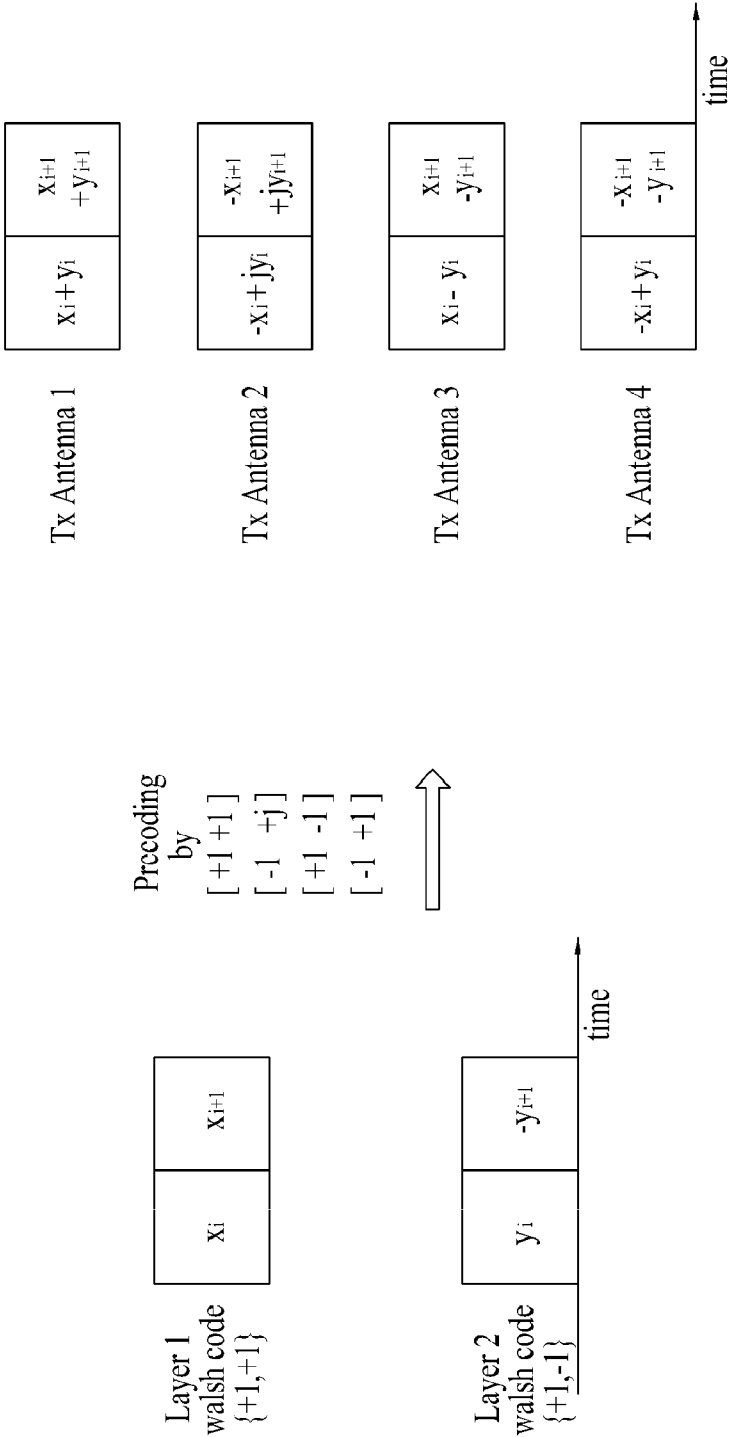 Layer 1
walsh code
{+1,+1}
xi
xi+1
Layer 2
walsh code
{+1,-1}
yi
-yi+1
time
Precoding
by
[ +1 +1 ]
[ -1 +j ]
[ +1 -1 ]
[ -1 +1 ]
Tx Antenna 1
xi+yi
xi+1
+yi+1
Tx Antenna 2
-xi+jyi
-xi+1
+jyi+1
Tx Antenna 3
xi- yi
xi+1
-yi+1
Tx Antenna 4
-xi+yi
-xi+1
-yi+1
time